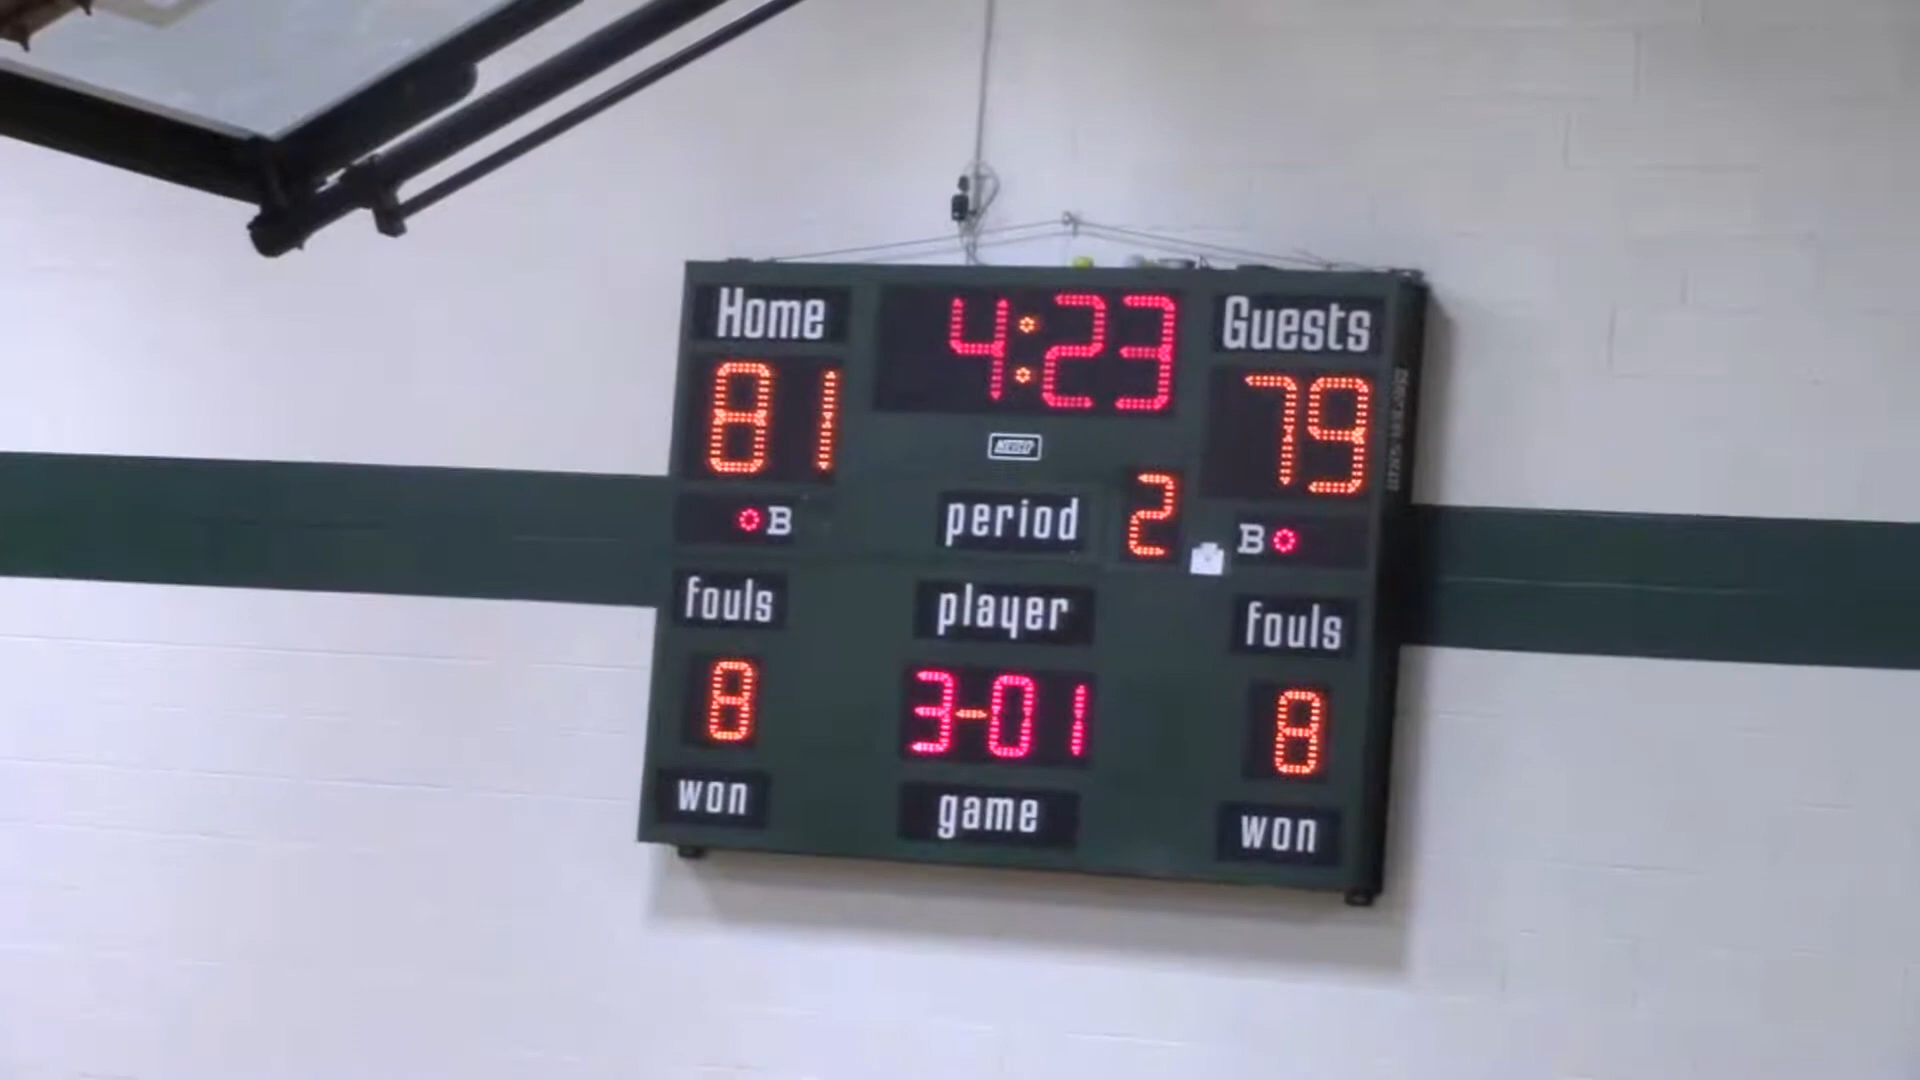 Home 4:23 Guests
81 79
B period 2 B
fouls player fouls
8 3-01 8
won game won